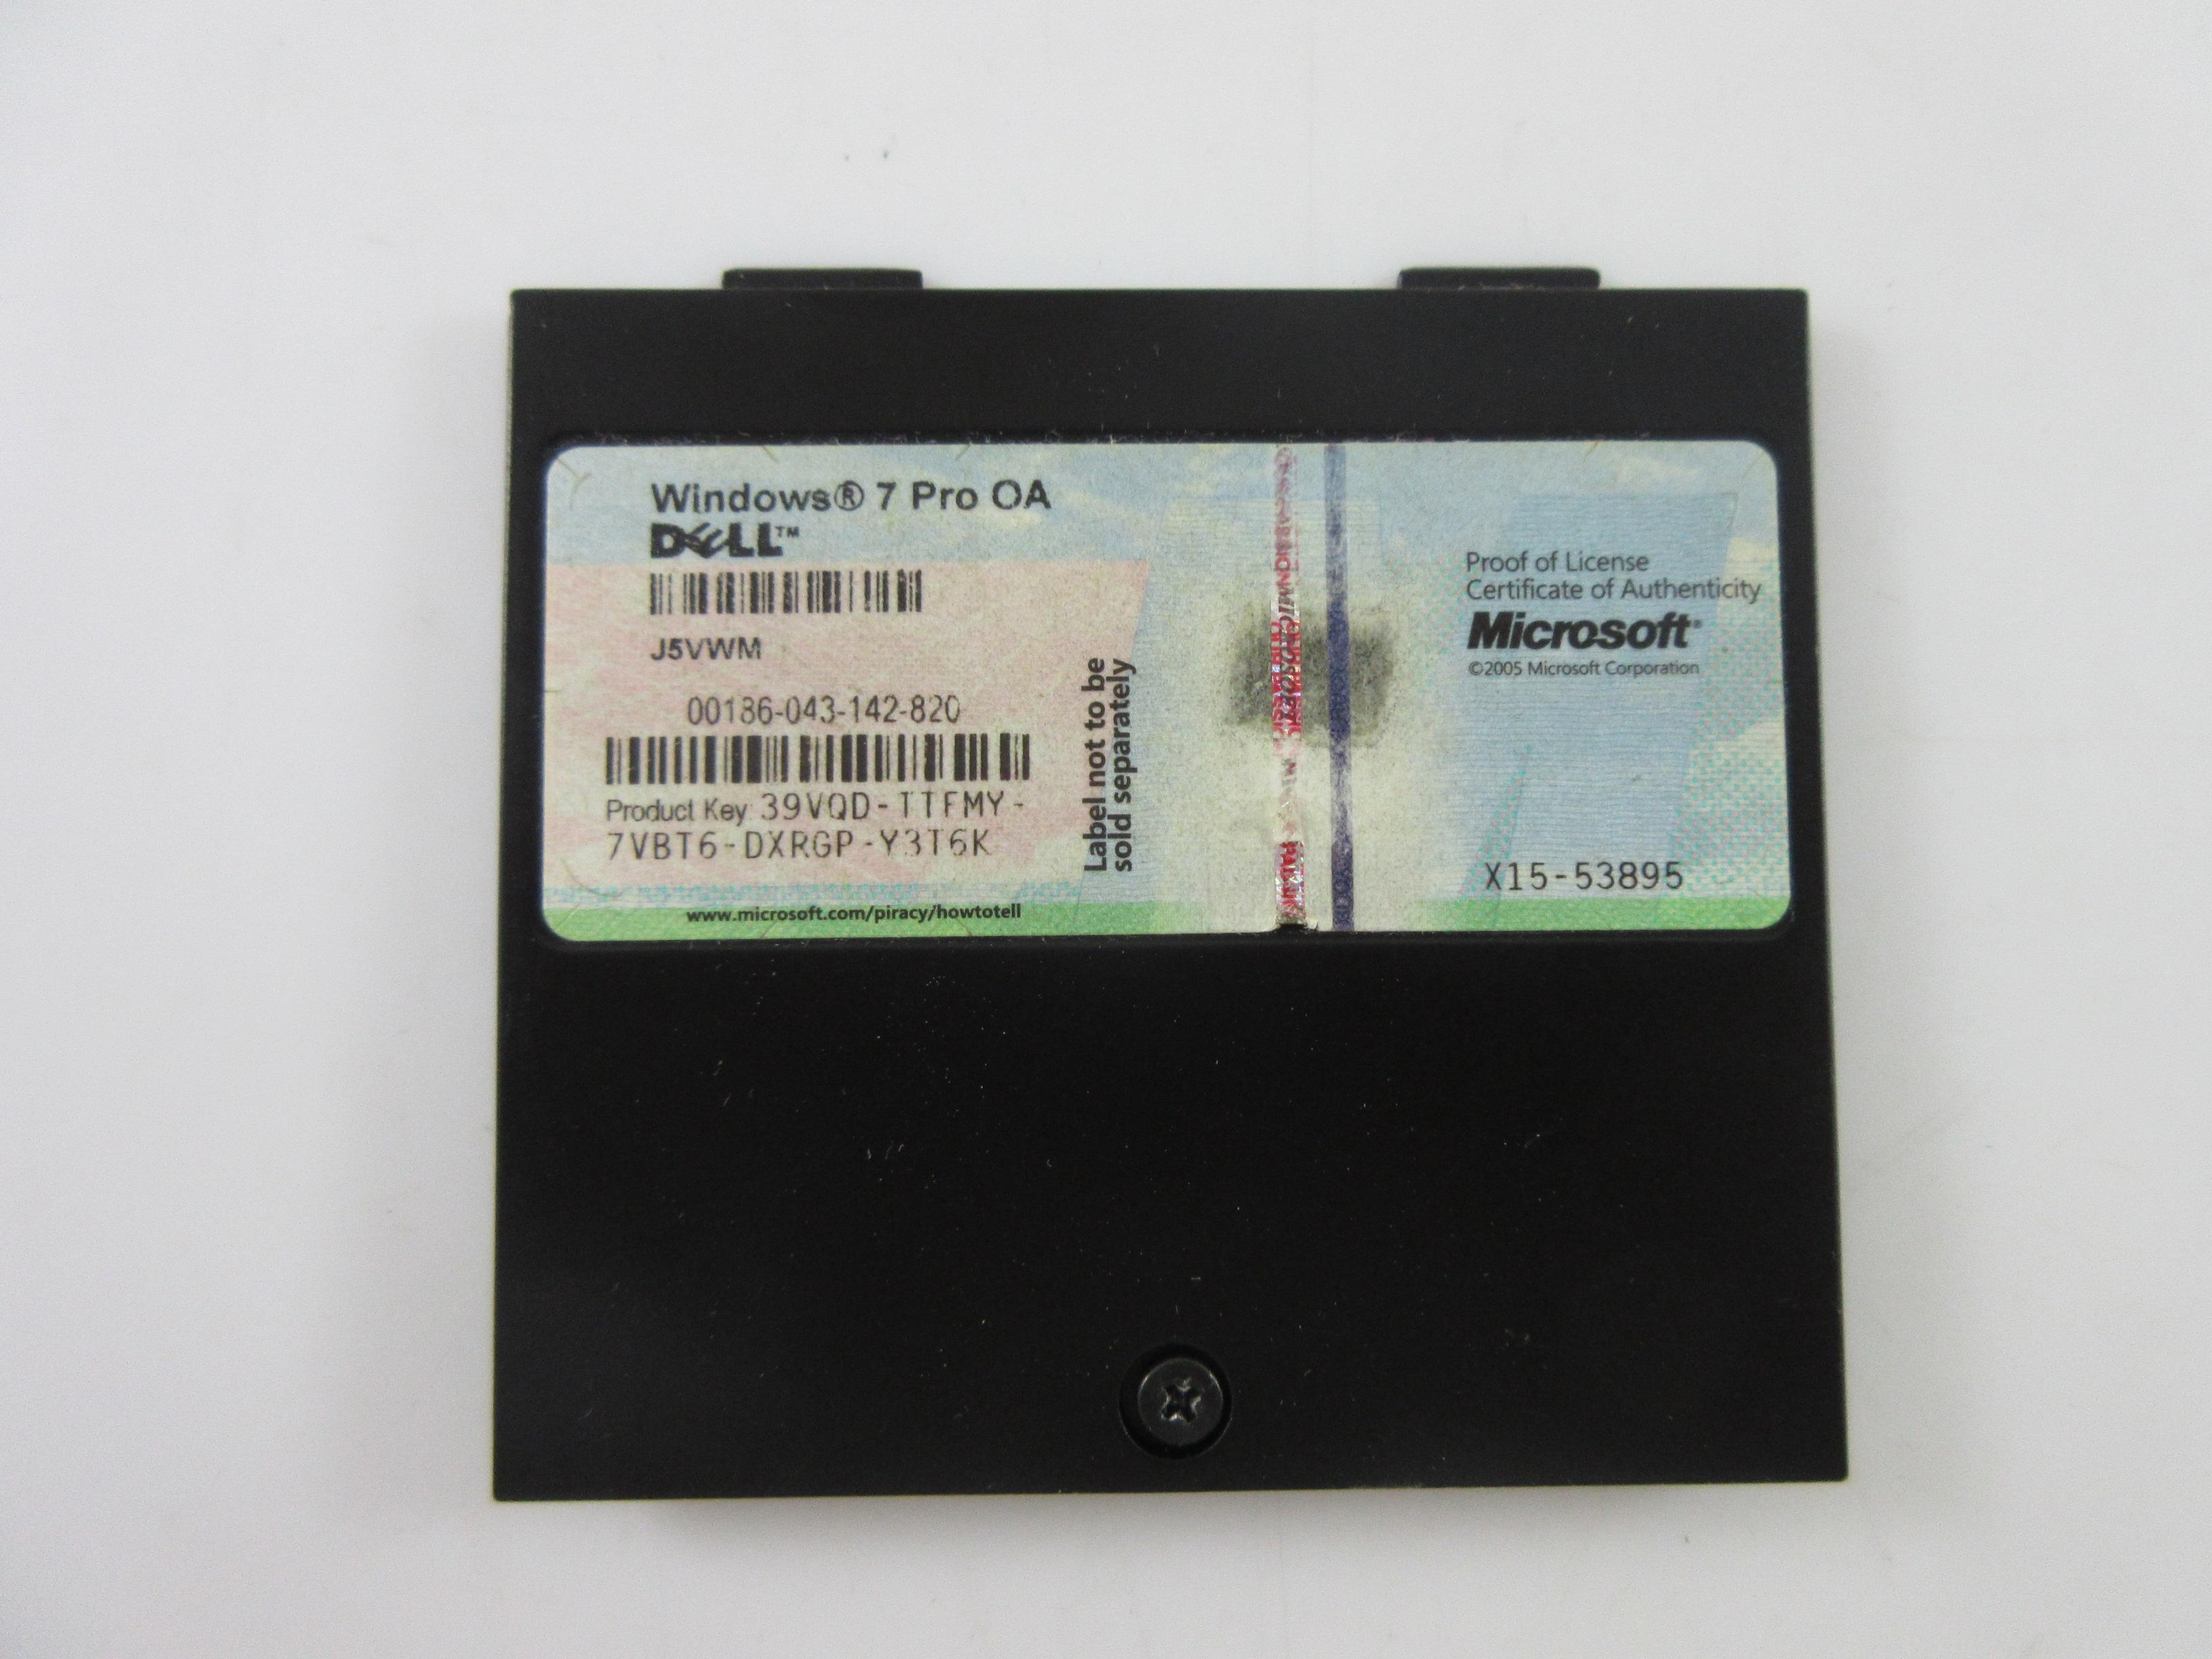 Windows® 7 Pro OA
DELL™
J5VWM
00186-043-142-820
Product Key 39VQD-TTFMY-
7VBT6-DXRGP-Y3T6K
www.microsoft.com/piracy/howtotell
Label not to be
sold separately
Proof of License
Certificate of Authenticity
Microsoft®
©2005 Microsoft Corporation
X15-53895